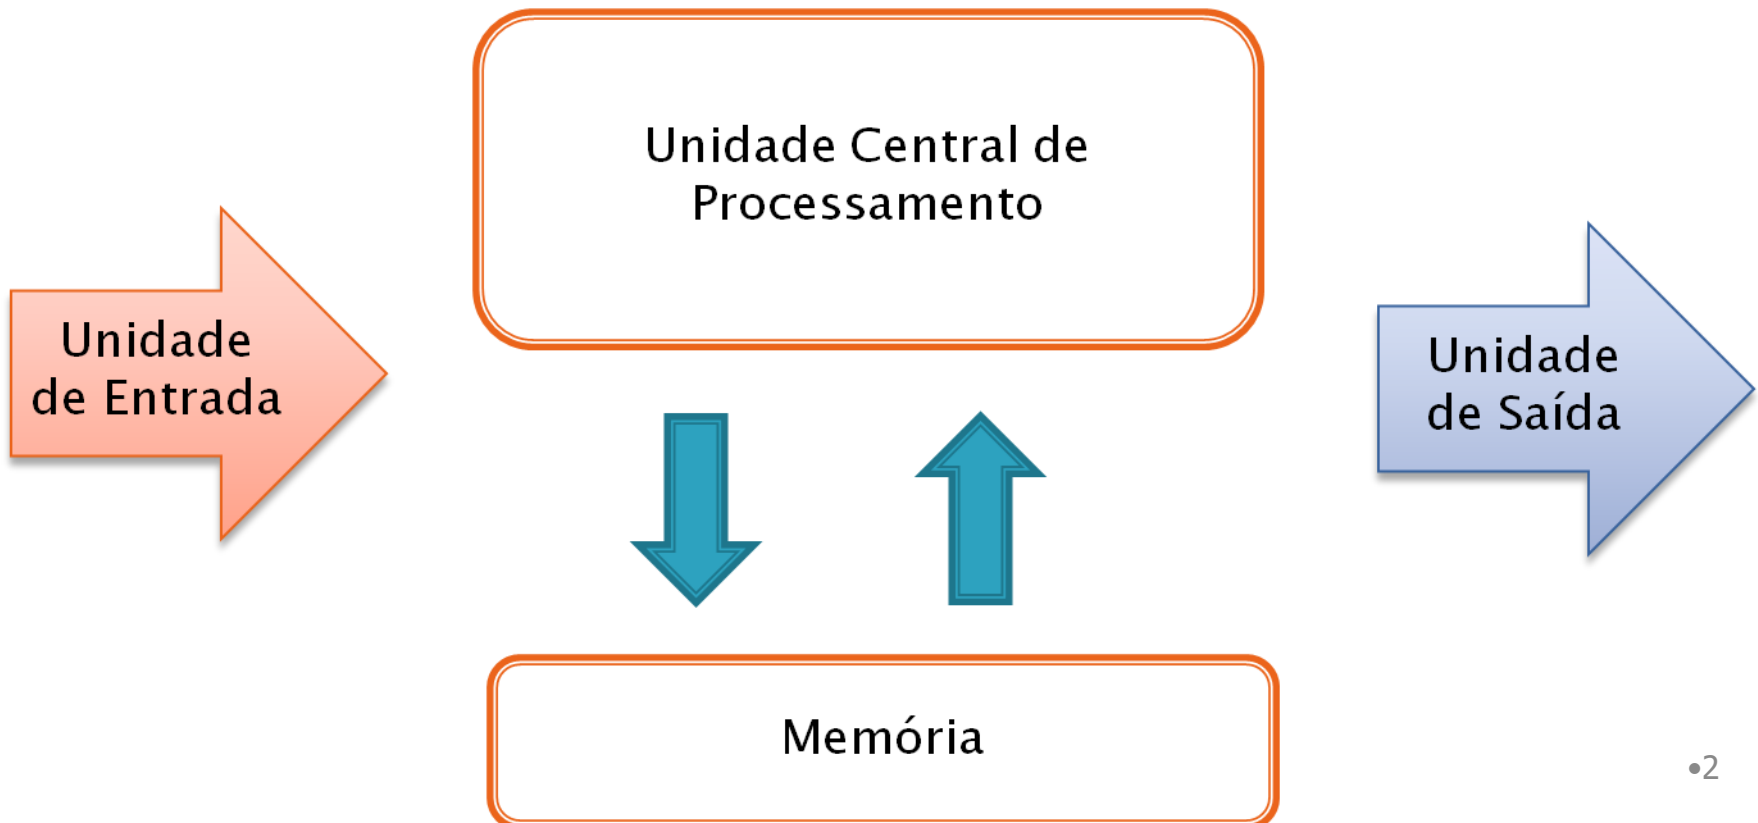 Unidade Central de
Processamento
Unidade
de Entrada
Unidade
de Saída
Memória
•2